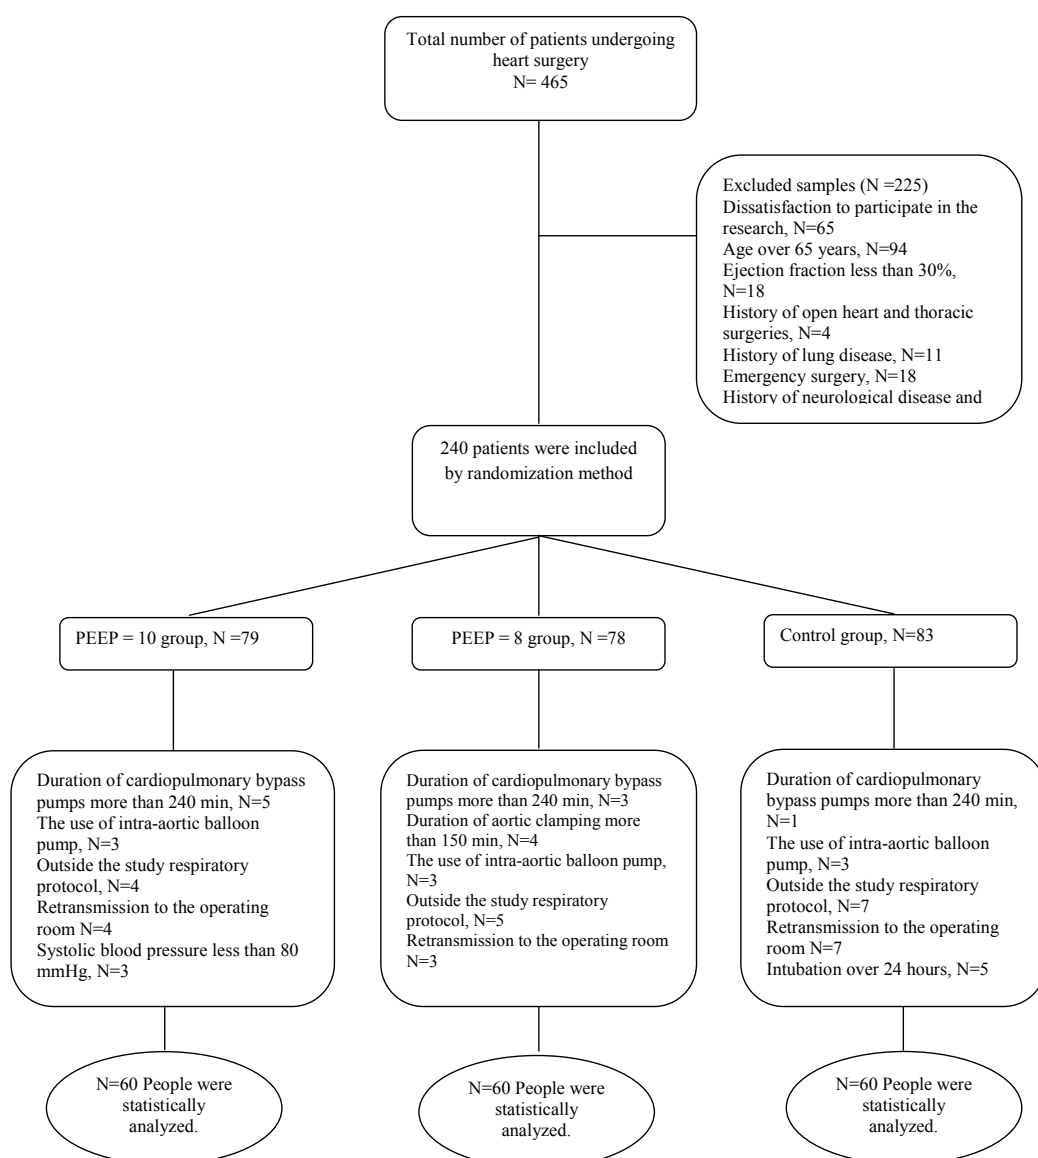 Total number of patients undergoing
heart surgery
N= 465
Excluded samples (N =225)
Dissatisfaction to participate in the
research, N=65
Age over 65 years, N=94
Ejection fraction less than 30%,
N=18
History of open heart and thoracic
surgeries, N=4
History of lung disease, N=11
Emergency surgery, N=18
History of neurological disease and
240 patients were included
by randomization method
PEEP = 10 group, N =79
PEEP = 8 group, N =78
Control group, N=83
Duration of cardiopulmonary bypass
pumps more than 240 min, N=5
The use of intra-aortic balloon
pump, N=3
Outside the study respiratory
protocol, N=4
Retransmission to the operating
room N=4
Systolic blood pressure less than 80
mmHg, N=3
Duration of cardiopulmonary bypass
pumps more than 240 min, N=3
Duration of aortic clamping more
than 150 min, N=4
The use of intra-aortic balloon pump,
N=3
Outside the study respiratory
protocol, N=5
Retransmission to the operating room
N=3
Duration of cardiopulmonary
bypass pumps more than 240 min,
N=1
The use of intra-aortic balloon
pump, N=3
Outside the study respiratory
protocol, N=7
Retransmission to the operating
room N=7
Intubation over 24 hours, N=5
N=60 People were
statistically
analyzed.
N=60 People were
statistically
analyzed.
N=60 People were
statistically
analyzed.